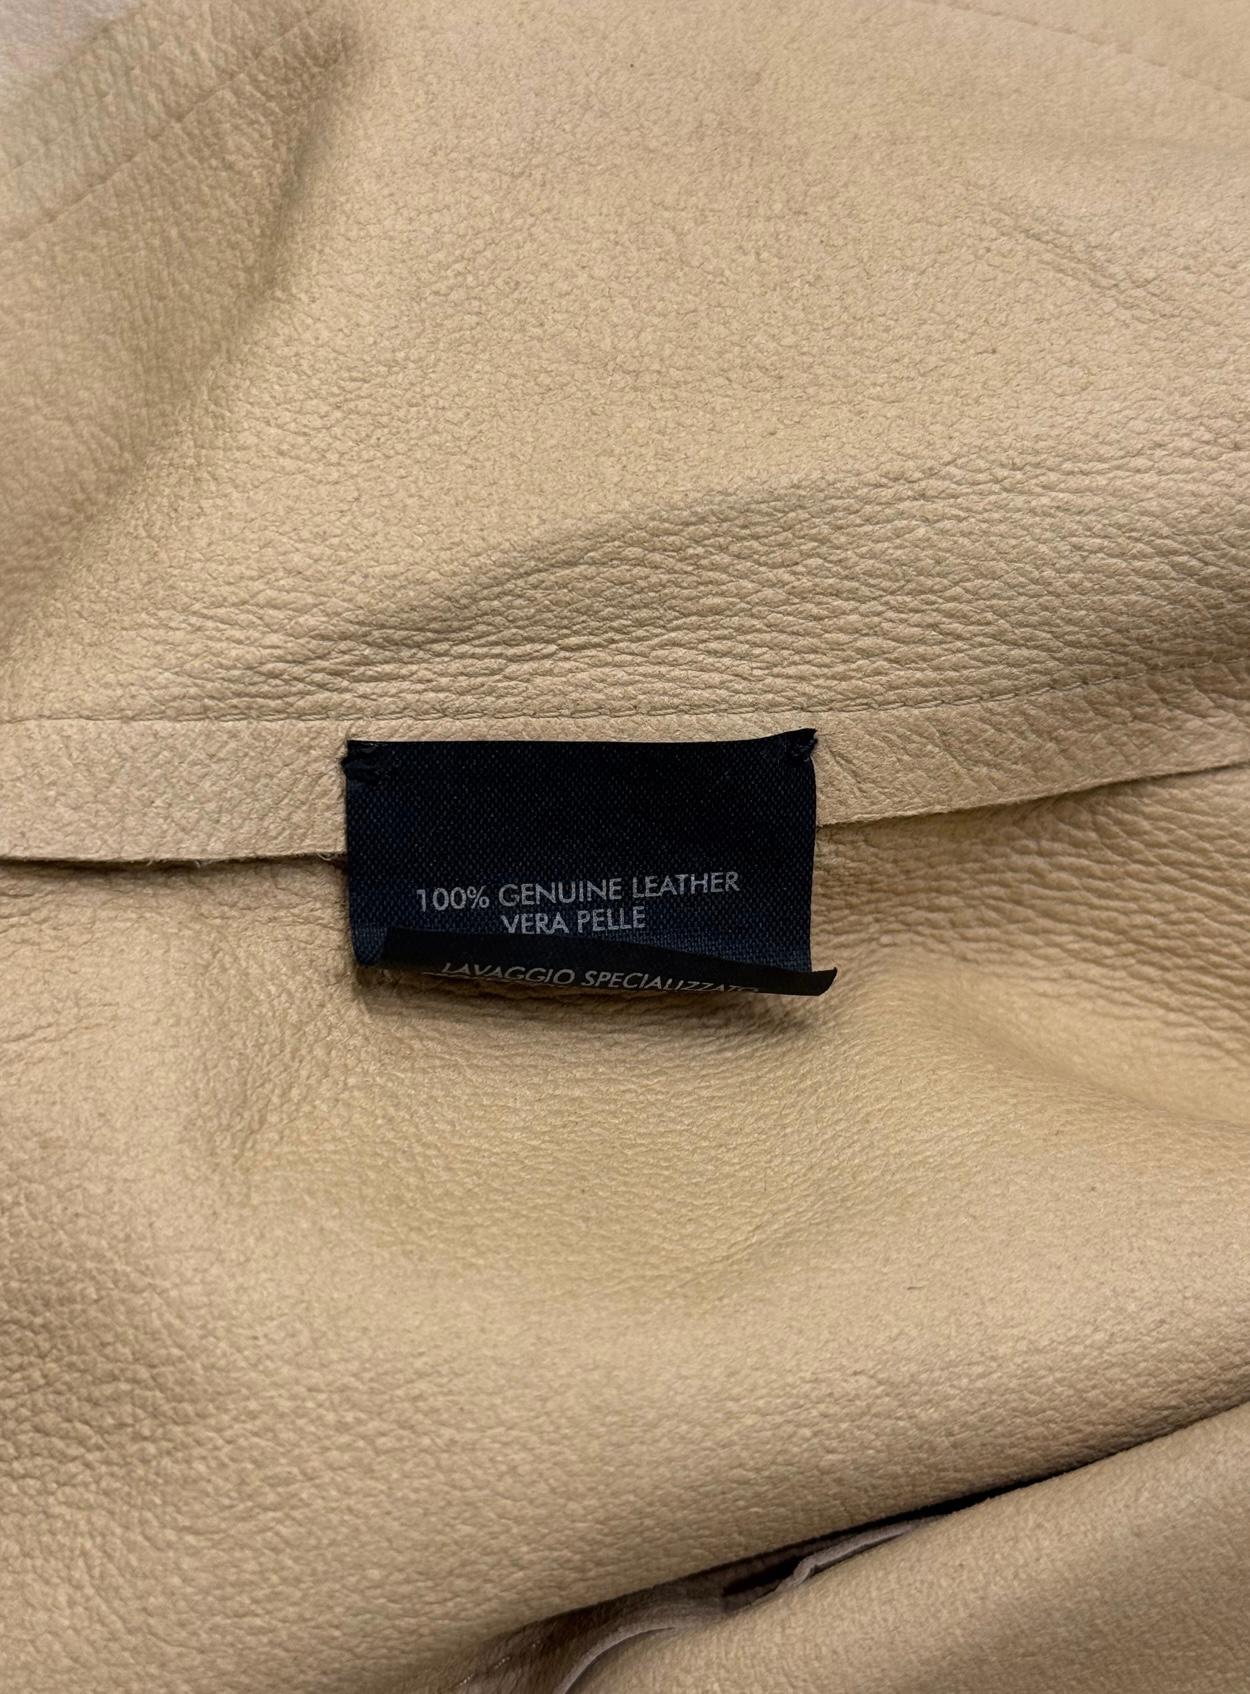 100% GENUINE LEATHER
VERA PELLE
LAVAGGIO SPECIALIZZATO